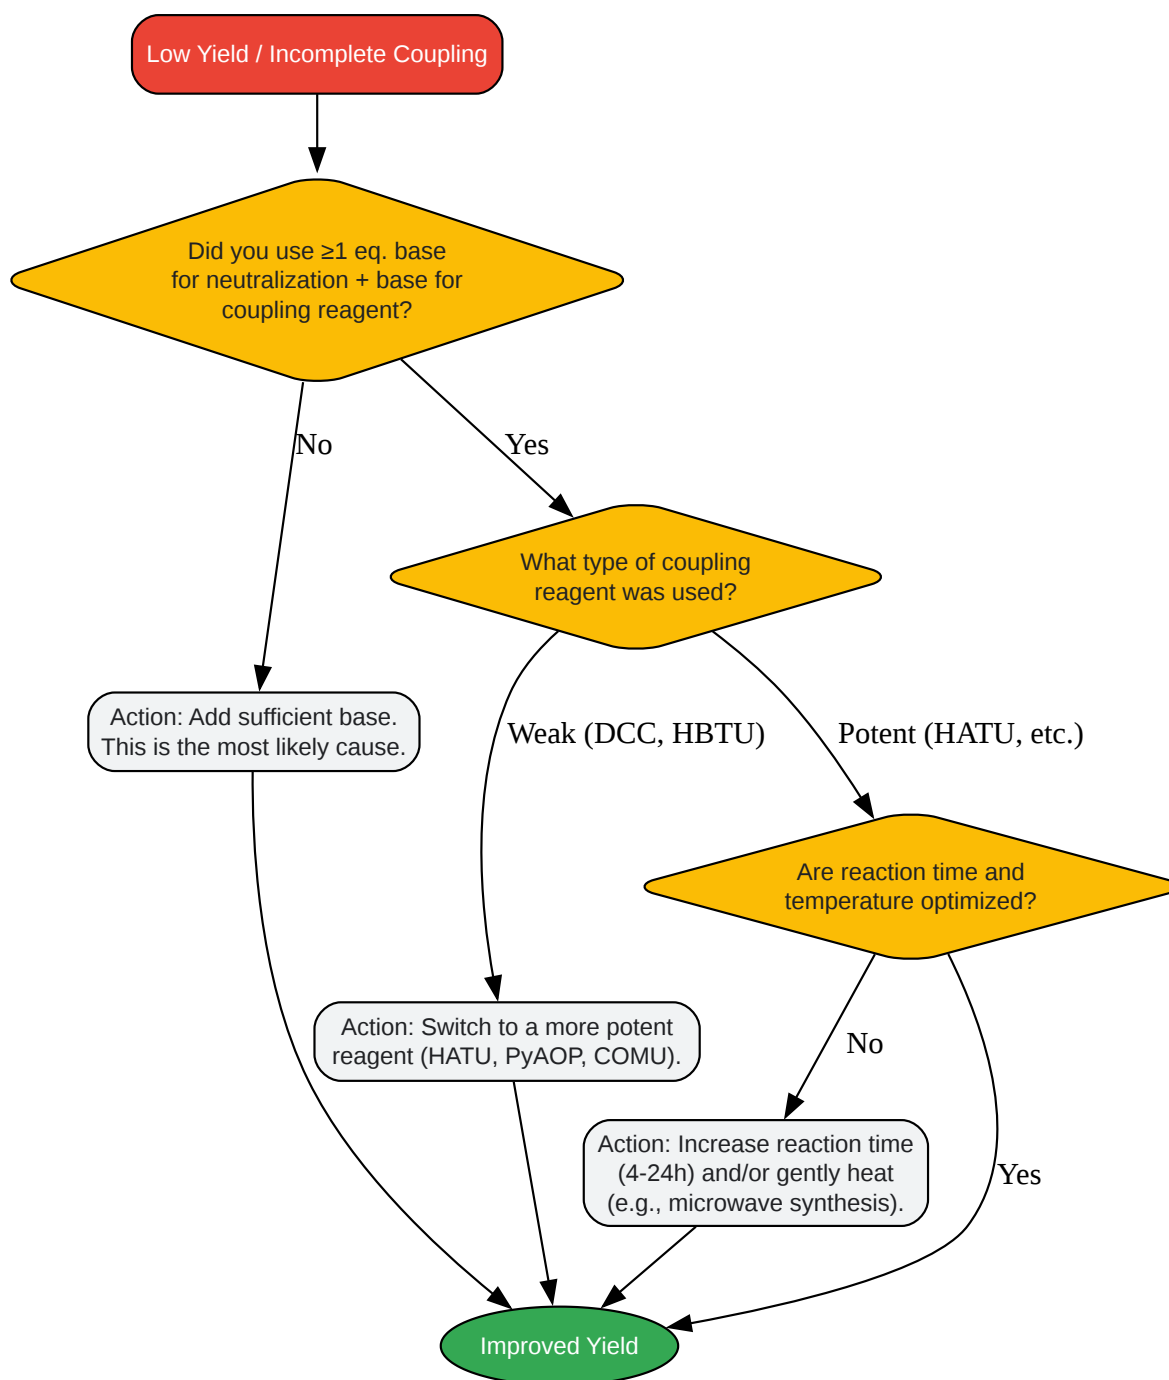 Low Yield / Incomplete Coupling
Did you use ≥1 eq. base
for neutralization + base for
coupling reagent?
No
Yes
What type of coupling
reagent was used?
Action: Add sufficient base.
This is the most likely cause.
Weak (DCC, HBTU)
Potent (HATU, etc.)
Are reaction time and
temperature optimized?
Action: Switch to a more potent
reagent (HATU, PyAOP, COMU).
No
Action: Increase reaction time
(4-24h) and/or gently heat
(e.g., microwave synthesis).
Yes
Improved Yield